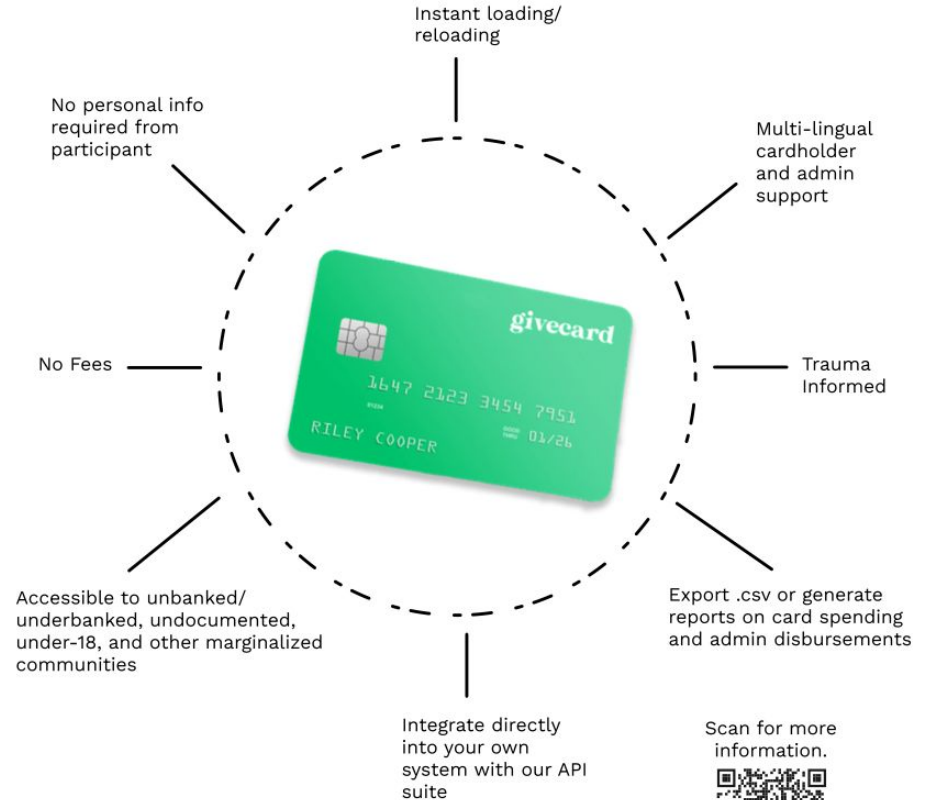 Instant loading/
reloading
No personal info
required from
participant
Multi-lingual
cardholder
and admin
support
givecard
1647 2123 3454 7951
GOOD
THRU 01/26
RILEY COOPER
No Fees
Trauma
Informed
Accessible to unbanked/
underbanked, undocumented,
under-18, and other marginalized
communities
Export .csv or generate
reports on card spending
and admin disbursements
Integrate directly
into your own
system with our API
suite
Scan for more
information.